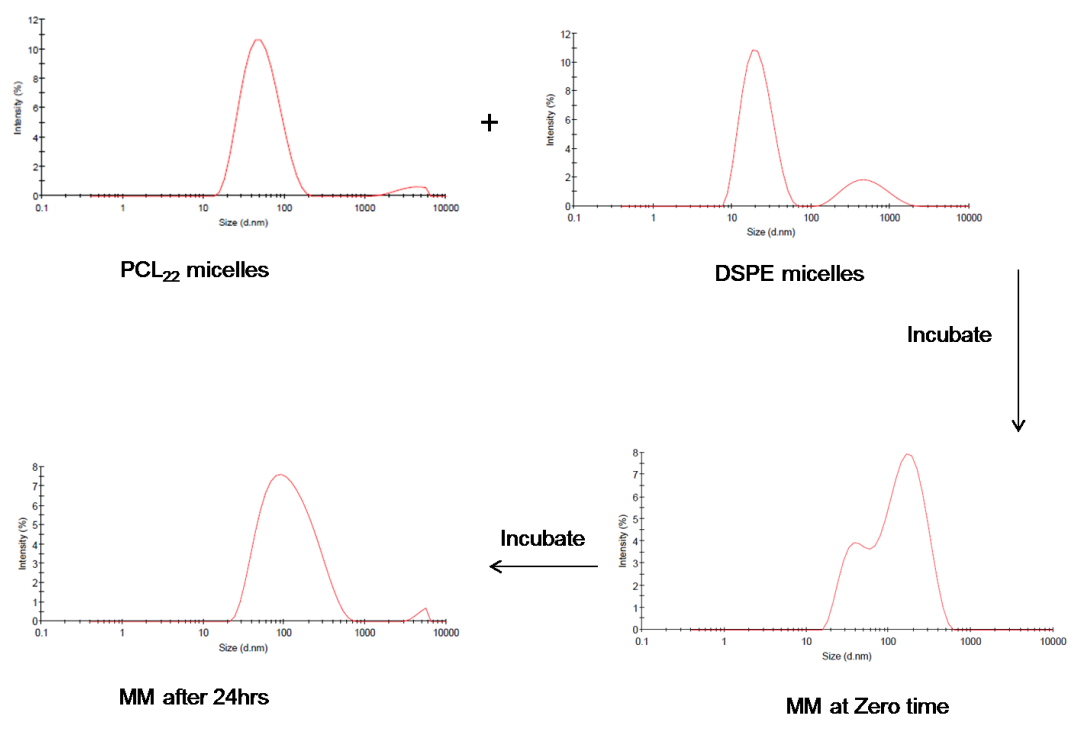 12
10
8
6
4
2
0
Intensity (%)
0.1 1 10 100 1000 10000
Size (d.nm)
PCL₂₂ micelles
+
12
10
8
6
4
2
0
Intensity (%)
0.1 1 10 100 1000 10000
Size (d.nm)
DSPE micelles
Incubate
8
7
6
5
4
3
2
1
0
Intensity (%)
0.1 1 10 100 1000 10000
Size (d.nm)
MM after 24hrs
Incubate
8
7
6
5
4
3
2
1
0
Intensity (%)
0.1 1 10 100 1000 10000
Size (d.nm)
MM at Zero time